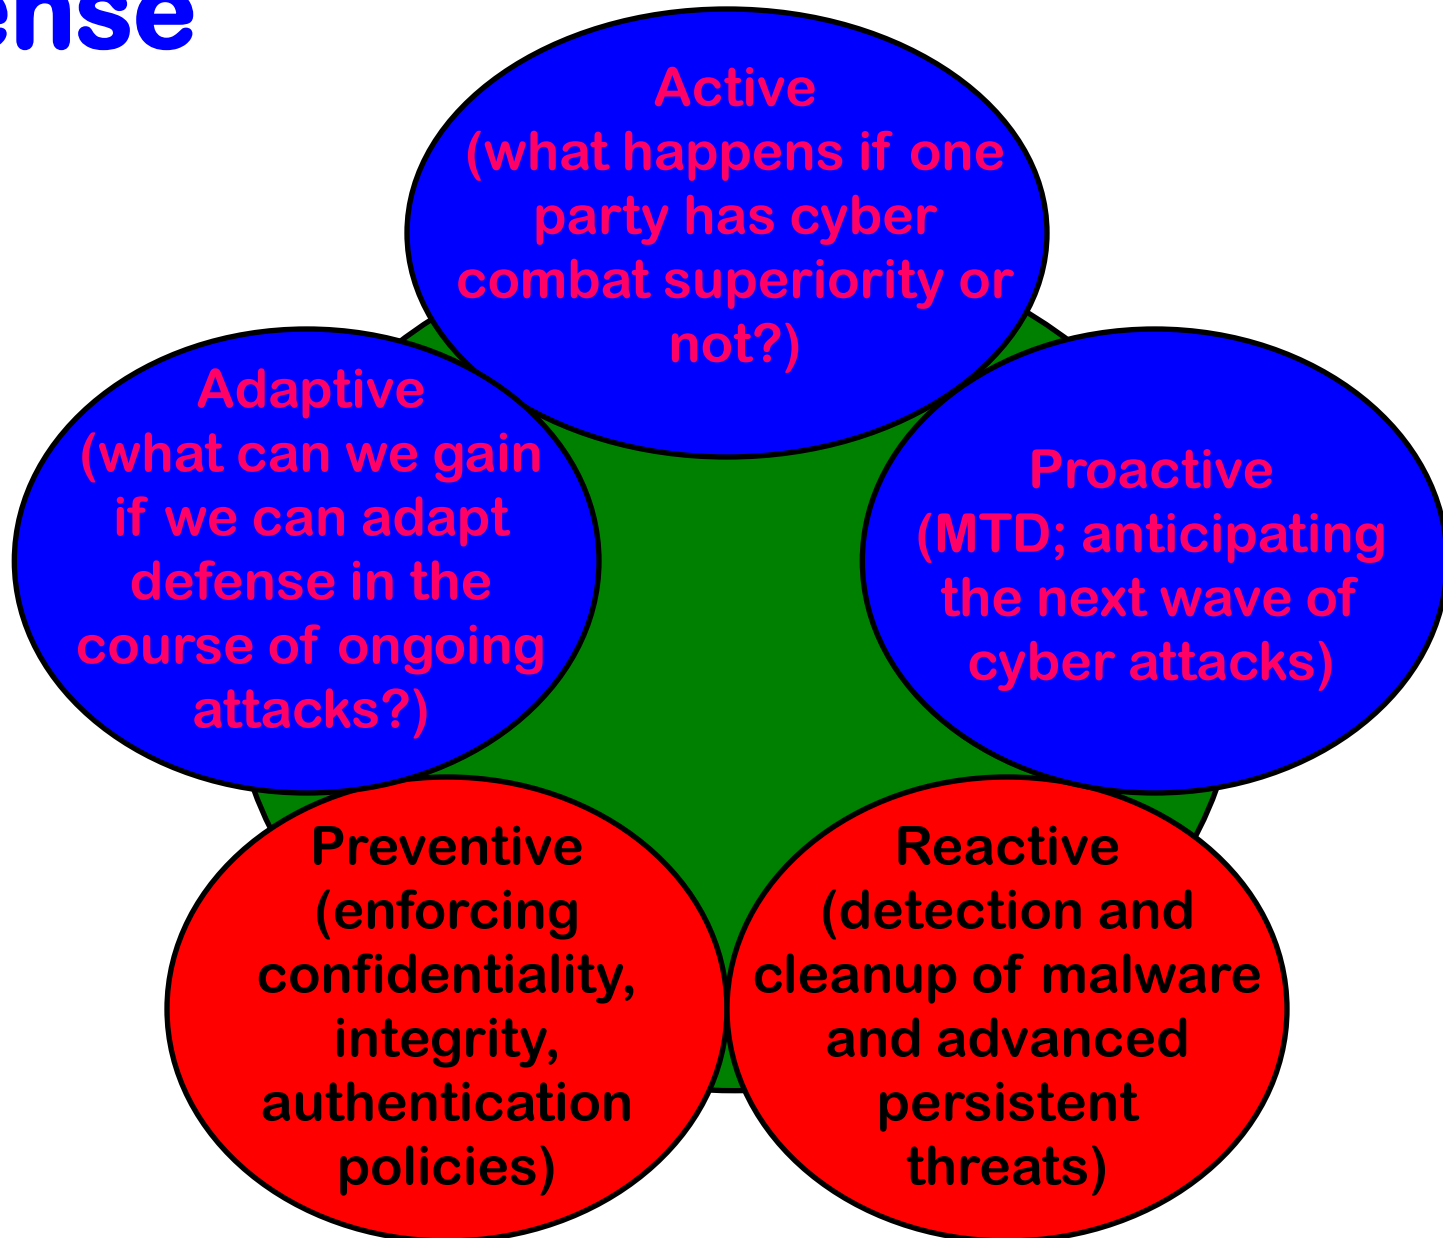 ense
Active
(what happens if one
party has cyber
combat superiority or
not?)
Adaptive
(what can we gain
if we can adapt
defense in the
course of ongoing
attacks?)
Proactive
(MTD; anticipating
the next wave of
cyber attacks)
Preventive
(enforcing
confidentiality,
integrity,
authentication
policies)
Reactive
(detection and
cleanup of malware
and advanced
persistent
threats)